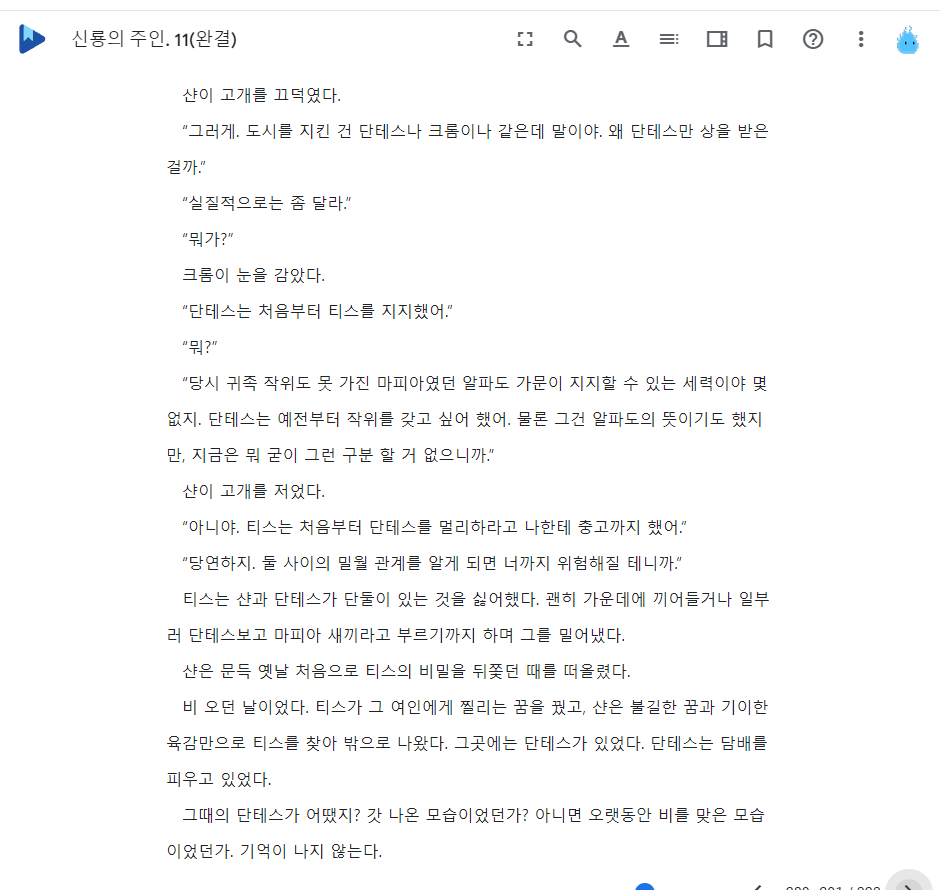 신룡의 주인. 11(완결)
샨이 고개를 끄덕였다.
“그러게. 도시를 지킨 건 단테스나 크롬이나 같은데 말이야. 왜 단테스만 상을 받은
걸까.”
“실질적으로는 좀 달라.”
“뭐가?”
크롬이 눈을 감았다.
“단테스는 처음부터 티스를 지지했어.”
“뭐?”
“당시 귀족 작위도 못 가진 마피아였던 알파도 가문이 지지할 수 있는 세력이야 몇
없지. 단테스는 예전부터 작위를 갖고 싶어 했어. 물론 그건 알파도의 뜻이기도 했지
만, 지금은 뭐 굳이 그런 구분 할 거 없으니까.”
샨이 고개를 저었다.
“아니야. 티스는 처음부터 단테스를 멀리하라고 나한테 충고까지 했어.”
“당연하지. 둘 사이의 밀월 관계를 알게 되면 너까지 위험해질 테니까.”
티스는 샨과 단테스가 단둘이 있는 것을 싫어했다. 괜히 가운데에 끼어들거나 일부
러 단테스보고 마피아 새끼라고 부르기까지 하며 그를 밀어냈다.
샨은 문득 옛날 처음으로 티스의 비밀을 뒤쫓던 때를 떠올렸다.
비 오던 날이었다. 티스가 그 여인에게 찔리는 꿈을 꿨고, 샨은 불길한 꿈과 기이한
육감만으로 티스를 찾아 밖으로 나왔다. 그곳에는 단테스가 있었다. 단테스는 담배를
피우고 있었다.
그때의 단테스가 어땠지? 갓 나온 모습이었던가? 아니면 오랫동안 비를 맞은 모습
이었던가. 기억이 나지 않는다.